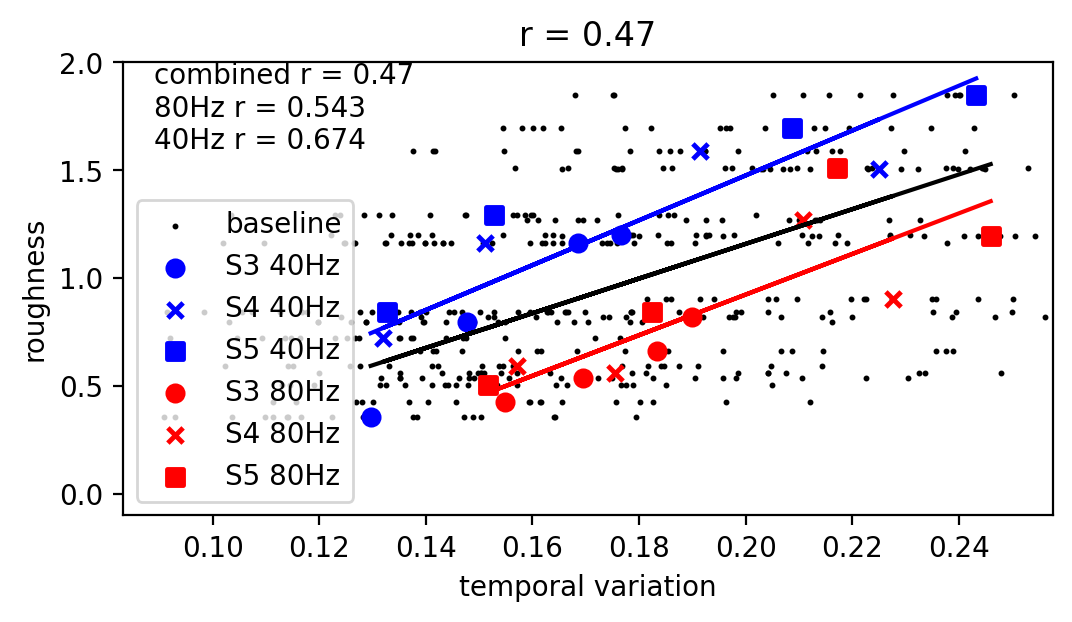 r = 0.47
combined r = 0.47
80Hz r = 0.543
40Hz r = 0.674
baseline
S3 40Hz
S4 40Hz
S5 40Hz
S3 80Hz
S4 80Hz
S5 80Hz
roughness
2.0
1.5
1.0
0.5
0.0
0.10 0.12 0.14 0.16 0.18 0.20 0.22 0.24
temporal variation